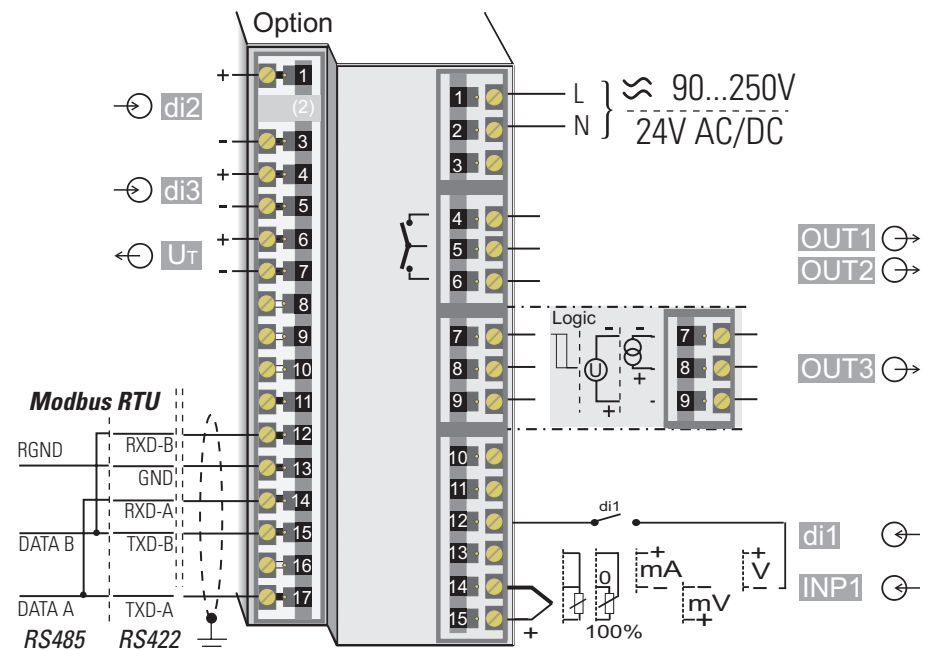 Option
+ 1
di2 (2)
- 3
+ 4
di3
- 5
+ 6
UT
- 7
8
9
10
11
Modbus RTU
12
RGND RXD-B
13
GND
14
RXD-A
15
DATA B TXD-B
16
17
DATA A TXD-A
RS485 RS422
1 L
≈ 90...250V
2 N
24V AC/DC
3
4
5
6
OUT1
OUT2
Logic
7 - - 7
8 U 8
9 + + - 9
OUT3
10
11
12 di1
di1
13
14
15
+
0
100%
+
mA
-
-
mV
+
+
V
-
INP1